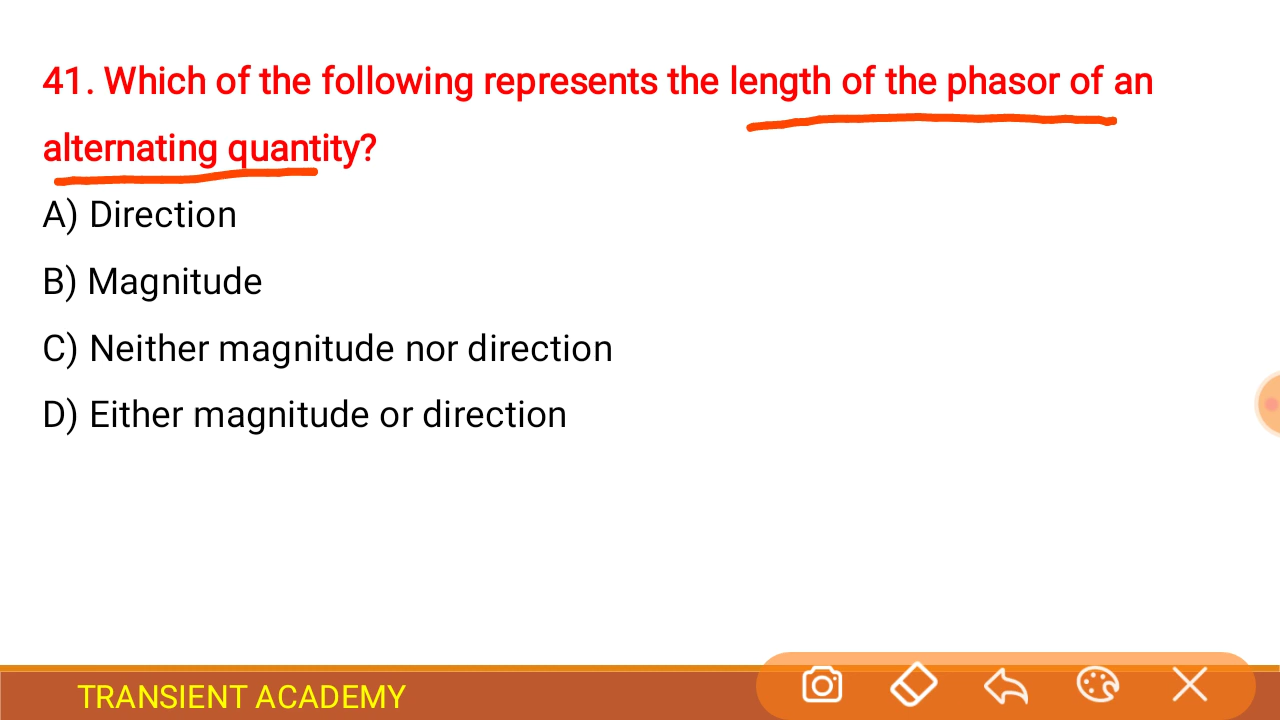 41. Which of the following represents the length of the phasor of an
alternating quantity?
A) Direction
B) Magnitude
C) Neither magnitude nor direction
D) Either magnitude or direction
TRANSIENT ACADEMY